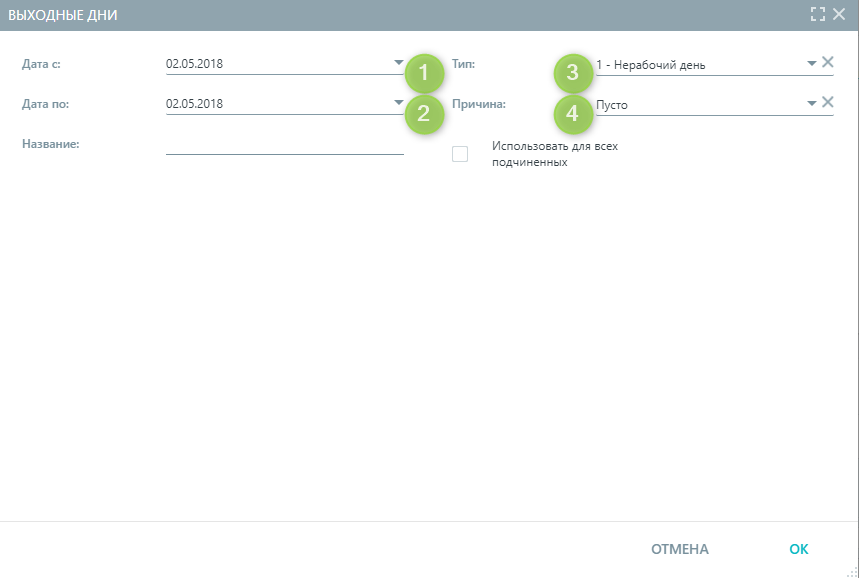 ВЫХОДНЫЕ ДНИ
Дата с: 02.05.2018 1 Тип: 3 1 - Нерабочий день
Дата по: 02.05.2018 2 Причина: 4 Пусто
Название: Использовать для всех
подчиненных
ОТМЕНА ОК